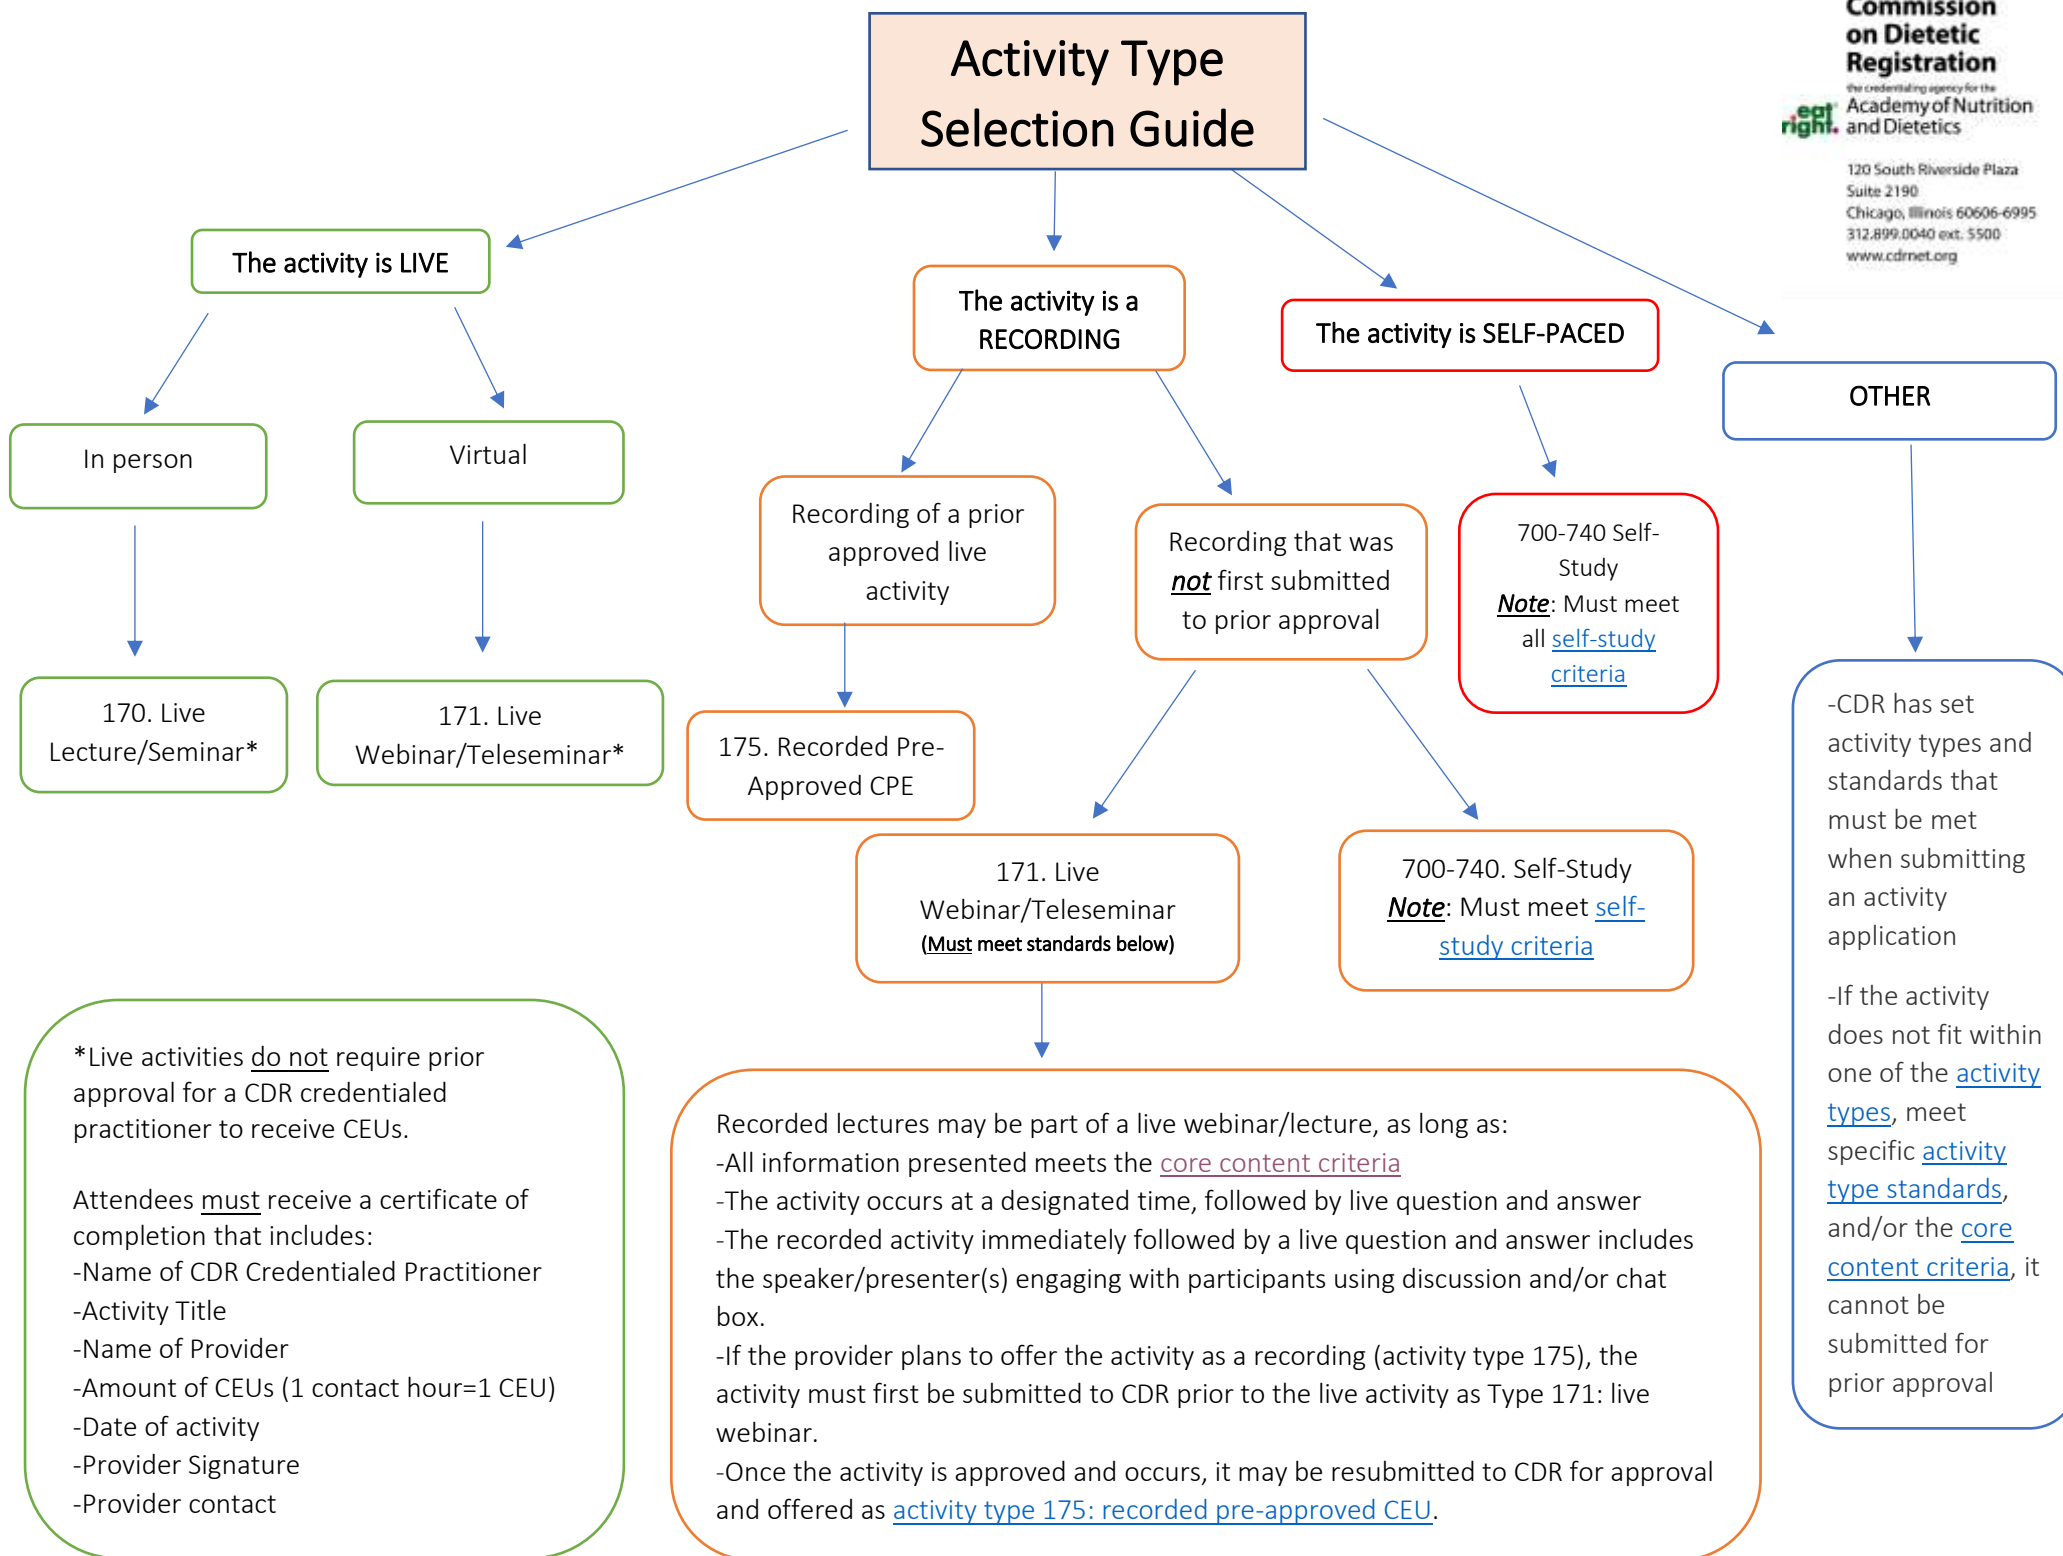 Activity Type
Selection Guide
Commission
on Dietetic
Registration
the credentialing agency for the
eat right. Academy of Nutrition
and Dietetics
120 South Riverside Plaza
Suite 2190
Chicago, Illinois 60606-6995
312.899.0040 ext. 5500
www.cdrnet.org
The activity is LIVE
The activity is a
RECORDING
The activity is SELF-PACED
OTHER
In person
Virtual
Recording of a prior
approved live
activity
Recording that was
not first submitted
to prior approval
700-740 Self-
Study
Note: Must meet
all self-study
criteria
170. Live
Lecture/Seminar*
171. Live
Webinar/Teleseminar*
175. Recorded Pre-
Approved CPE
171. Live
Webinar/Teleseminar
(Must meet standards below)
700-740. Self-Study
Note: Must meet self-
study criteria
-CDR has set
activity types and
standards that
must be met
when submitting
an activity
application
-If the activity
does not fit within
one of the activity
types, meet
specific activity
type standards,
and/or the core
content criteria, it
cannot be
submitted for
prior approval
*Live activities do not require prior
approval for a CDR credentialed
practitioner to receive CEUs.
Attendees must receive a certificate of
completion that includes:
-Name of CDR Credentialed Practitioner
-Activity Title
-Name of Provider
-Amount of CEUs (1 contact hour=1 CEU)
-Date of activity
-Provider Signature
-Provider contact
Recorded lectures may be part of a live webinar/lecture, as long as:
-All information presented meets the core content criteria
-The activity occurs at a designated time, followed by live question and answer
-The recorded activity immediately followed by a live question and answer includes
the speaker/presenter(s) engaging with participants using discussion and/or chat
box.
-If the provider plans to offer the activity as a recording (activity type 175), the
activity must first be submitted to CDR prior to the live activity as Type 171: live
webinar.
-Once the activity is approved and occurs, it may be resubmitted to CDR for approval
and offered as activity type 175: recorded pre-approved CEU.